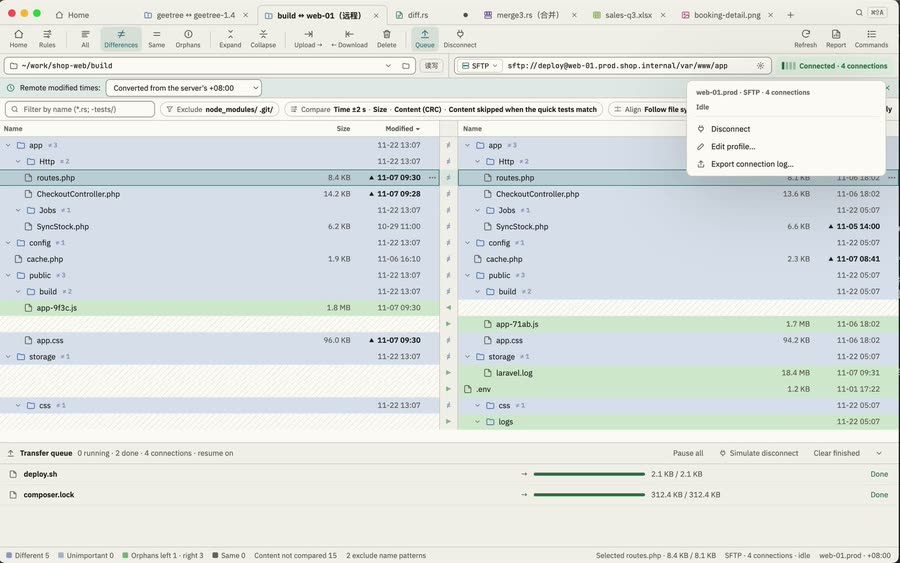 Home
geetree ↔ geetree-1.4 ×
build ↔ web-01（远程） ×
diff.rs
merge3.rs（合并） ×
sales-q3.xlsx ×
booking-detail.png × +
Home Rules All Differences Same Orphans Expand Collapse Upload → ← Download Delete Queue Disconnect Refresh Report Commands
~/work/shop-web/build 读写
SFTP sftp://deploy@web-01.prod.shop.internal/var/www/app Connected · 4 connections
Remote modified times: Converted from the server's +08:00
Filter by name (*.rs; -tests/) Exclude node_modules/ .git/ Compare Time ±2 s · Size · Content (CRC) · Content skipped when the quick tests match Align Follow file sy
web-01.prod · SFTP · 4 connections
Idle
Disconnect
Edit profile...
Export connection log...
Name Size Modified Name
app ≠3 11-22 13:07 ≠ app ≠3
Http ≠2 11-22 13:07 ≠ Http ≠2
routes.php 8.4 KB ▲ 11-07 09:30 ··· ≠ routes.php 8.1 KB 11-06 18:02 ···
CheckoutController.php 14.2 KB ▲ 11-07 09:28 ≠ CheckoutController.php 13.6 KB 11-06 18:02
Jobs ≠1 11-22 13:07 ≠ Jobs ≠1 11-22 05:07
SyncStock.php 6.2 KB 10-29 11:00 ≠ SyncStock.php 6.6 KB ▲ 11-05 14:00
config ≠1 11-22 13:07 ≠ config ≠1 11-22 05:07
cache.php 1.9 KB 11-06 16:10 ≠ cache.php 2.3 KB ▲ 11-07 08:41
public ≠3 11-22 13:07 ≠ public ≠3 11-22 05:07
build ≠2 11-22 13:07 ≠ build ≠2 11-22 05:07
app-9f3c.js 1.8 MB 11-07 09:30
app-71ab.js 1.7 MB 11-06 18:02
app.css 96.0 KB ▲ 11-07 09:30 ≠ app.css 94.2 KB 11-06 18:02
storage ≠1 11-22 13:07 ≠ storage ≠1 11-22 05:07
laravel.log 18.4 MB 11-07 09:31
.env 1.2 KB 11-01 17:22
css ≠1 11-22 13:07 ≠ css ≠1 11-22 05:07
logs 11-22 05:07
Transfer queue 0 running · 2 done · 4 connections · resume on Pause all Simulate disconnect Clear finished
deploy.sh → 2.1 KB / 2.1 KB Done
composer.lock → 312.4 KB / 312.4 KB Done
Different 5 Unimportant 0 Orphans left 1 · right 3 Same 0 Content not compared 15 2 exclude name patterns Selected routes.php · 8.4 KB / 8.1 KB SFTP · 4 connections · idle web-01.prod · +08:00